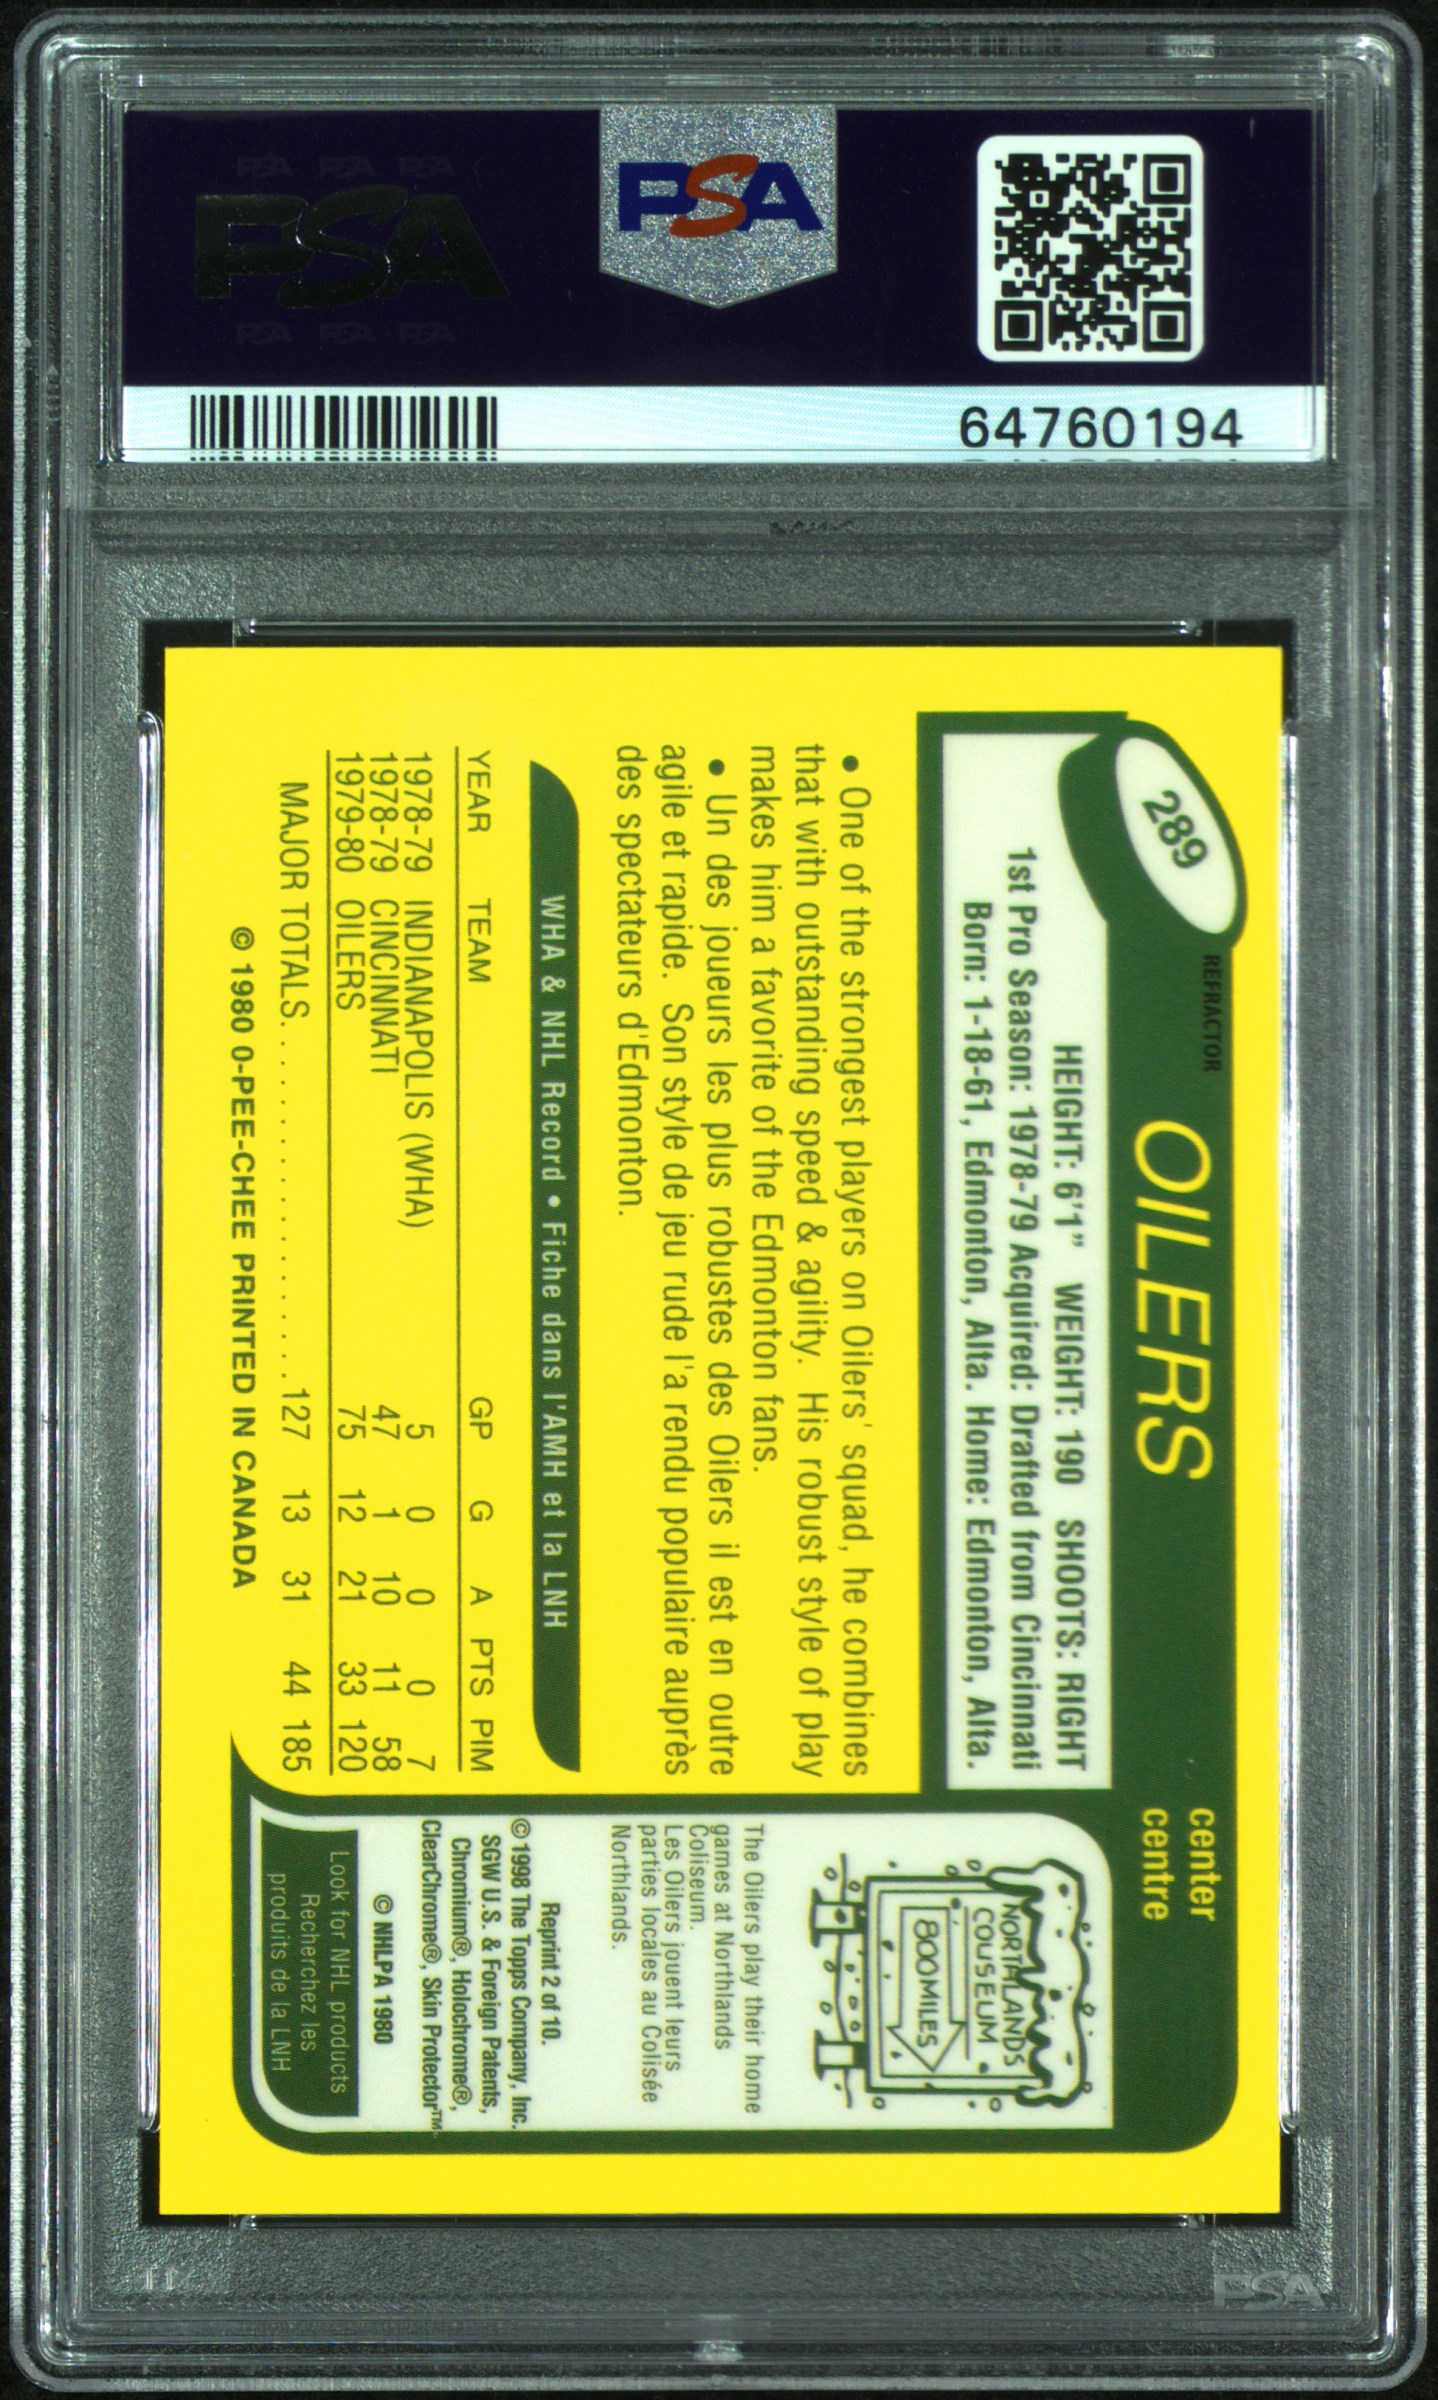 PSA PSA PSA
PSA
PSA PSA PSA
PSA
64760194
289
REFRACTOR
OILERS
center
centre
HEIGHT: 6'1" WEIGHT: 190 SHOOTS: RIGHT
1st Pro Season: 1978-79 Acquired: Drafted from Cincinnati
Born: 1-18-61, Edmonton, Alta. Home: Edmonton, Alta.
• One of the strongest players on Oilers' squad, he combines
that with outstanding speed & agility. His robust style of play
makes him a favorite of the Edmonton fans.
• Un des joueurs les plus robustes des Oilers il est en outre
agile et rapide. Son style de jeu rude l'a rendu populaire auprès
des spectateurs d'Edmonton.
WHA & NHL Record • Fiche dans l'AMH et la LNH
YEAR TEAM GP G A PTS PIM
1978-79 INDIANAPOLIS (WHA) 5 0 0 0 7
1978-79 CINCINNATI 47 1 10 11 58
1979-80 OILERS 75 12 21 33 120
MAJOR TOTALS. . . . . . . . . . . . . . . . . . . . 127 13 31 44 185
© 1980 O-PEE-CHEE PRINTED IN CANADA
NORTHLANDS
COLISEUM
800 MILES
The Oilers play their home
games at Northlands
Coliseum.
Les Oilers jouent leurs
parties locales au Colisée
Northlands.
Reprint 2 of 10.
©1998 The Topps Company, Inc.
SGW U.S. & Foreign Patents,
Chromium®, Holochrome®,
ClearChrome®, Skin Protector™
© NHLPA 1980
Look for NHL products
Recherchez les
produits de la LNH
PSA